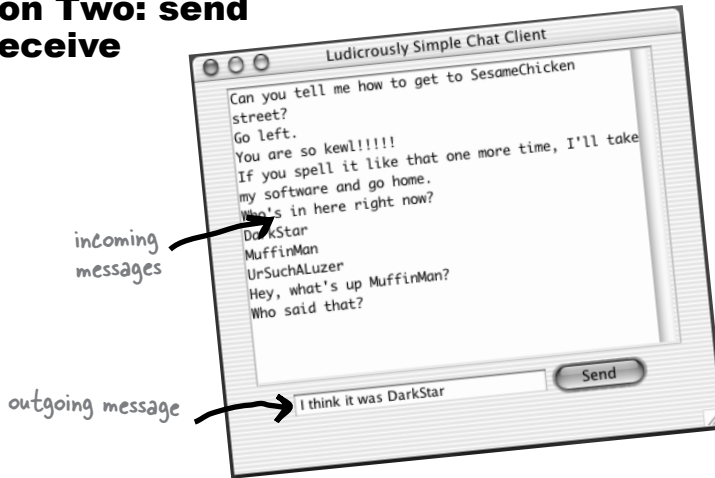 on Two: send
eceive
Ludicrously Simple Chat Client
Can you tell me how to get to SesameChicken
street?
Go left.
You are so kewl!!!!!
If you spell it like that one more time, I'll take
my software and go home.
Who's in here right now?
DarkStar
MuffinMan
UrSuchALuzer
Hey, what's up MuffinMan?
Who said that?
incoming
messages
outgoing message
I think it was DarkStar
Send